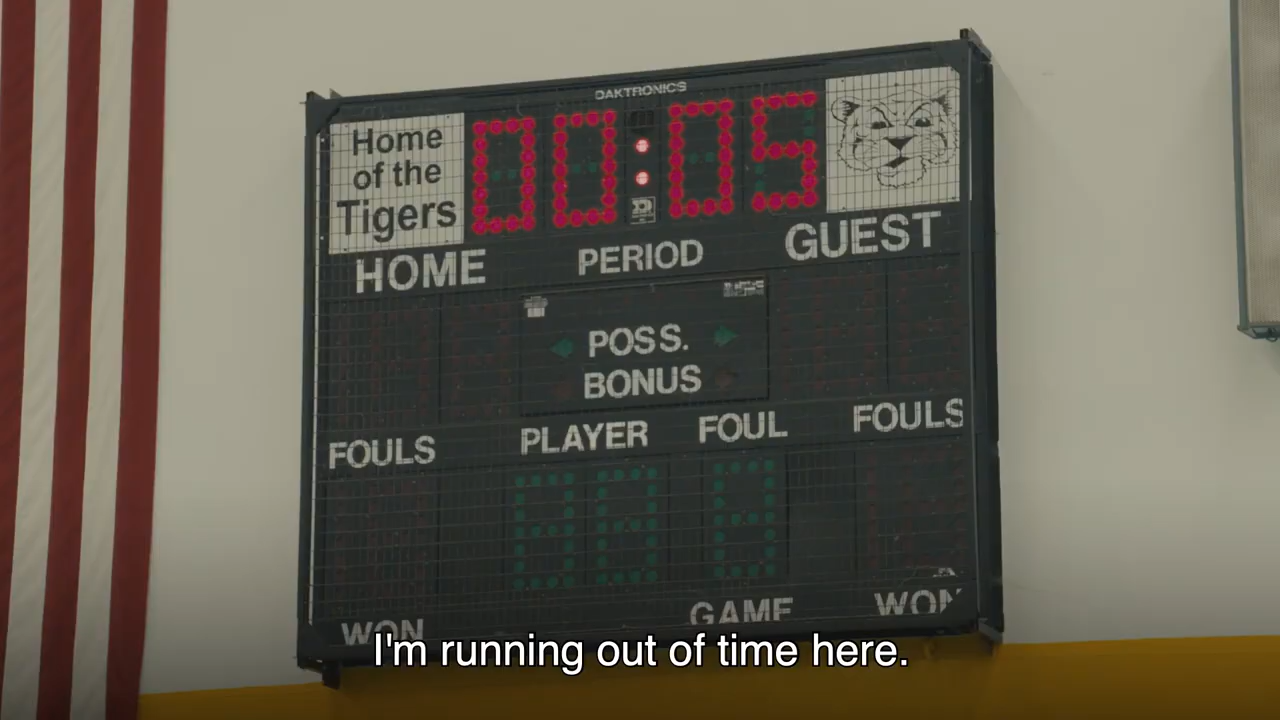 DAKTRONICS
Home
of the
Tigers
00:05
HOME
PERIOD
GUEST
POSS.
BONUS
FOULS
PLAYER
FOUL
FOULS
WON
GAME
WON
I'm running out of time here.